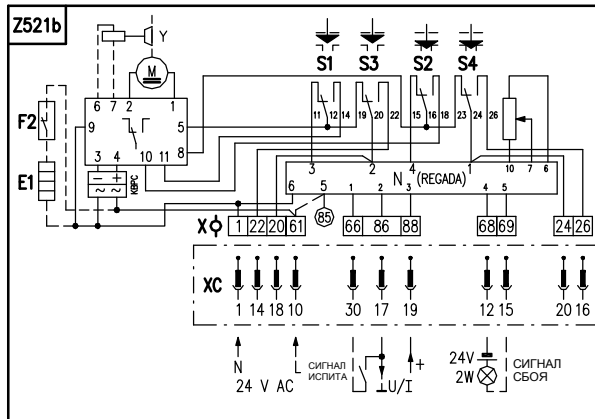 Z521b
Y
M
S1 S3 S2 S4
6 7 2 1
F2
9 5
8
3 4 10 11
11 12 14 19 20 22 15 16 18 23 24 26
E1
КВРС
3 2 4 1 10 7 6
N (REGADA)
6 5 1 2 3 4 5
85
X 1 22 20 61 66 86 88 68 69 24 26
XC
1 14 18 10 30 17 19 12 15 20 16
N L СИГНАЛ ИСПИТА U/I + 24V 2W СИГНАЛ СБОЯ
24 V AC